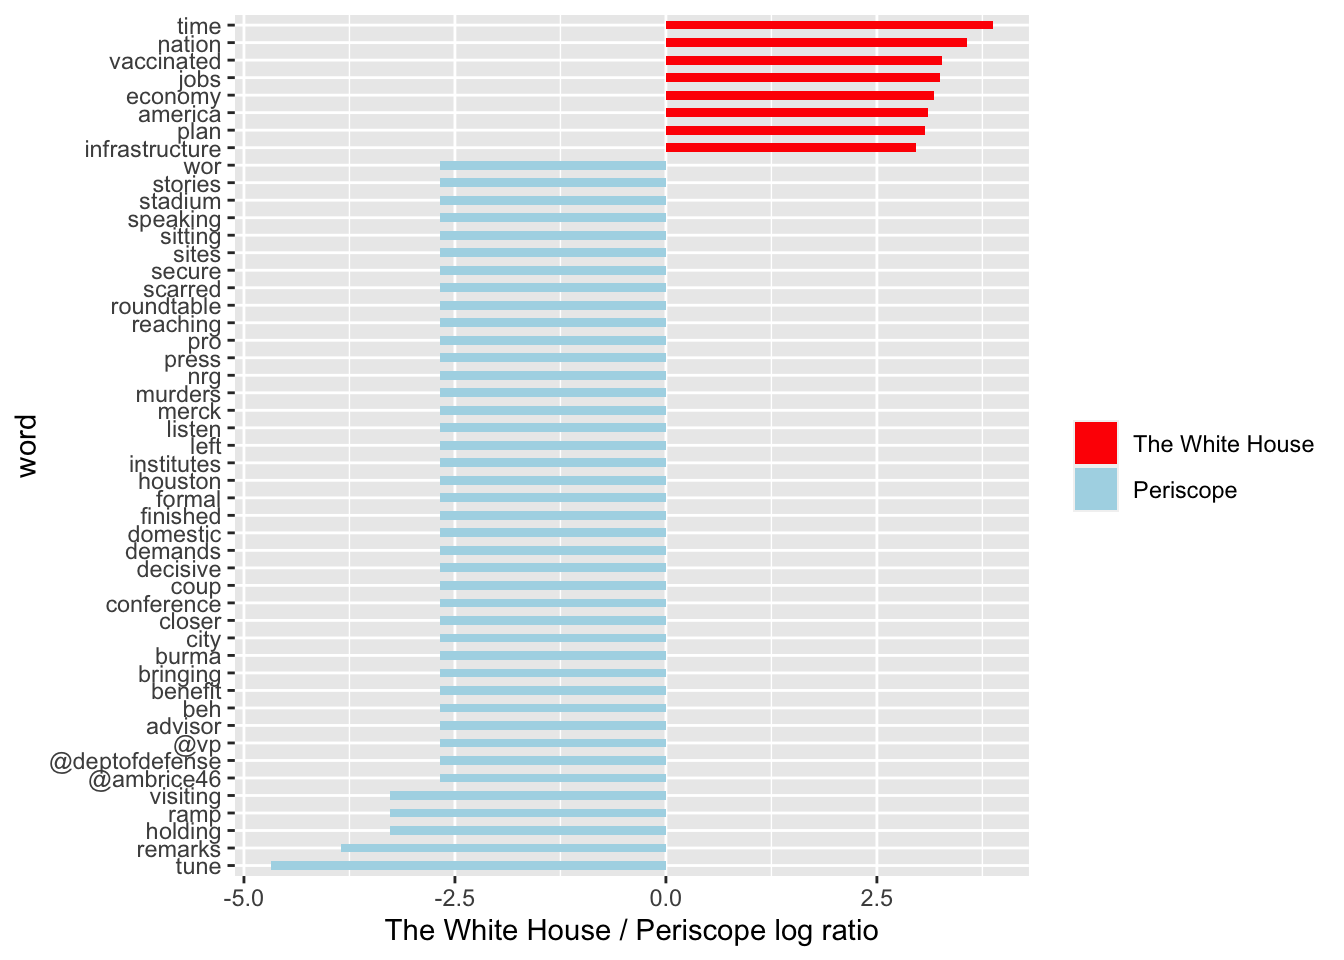 time
nation
vaccinated
jobs
economy
america
plan
infrastructure
wor
stories
stadium
speaking
sitting
sites
secure
scarred
roundtable
reaching
pro
press
nrg
murders
merck
listen
left
institutes
houston
formal
finished
domestic
demands
decisive
coup
conference
closer
city
burma
bringing
benefit
beh
advisor
@vp
@deptofdefense
@ambrice46
visiting
ramp
holding
remarks
tune
word
-5.0 -2.5 0.0 2.5
The White House / Periscope log ratio
The White House
Periscope